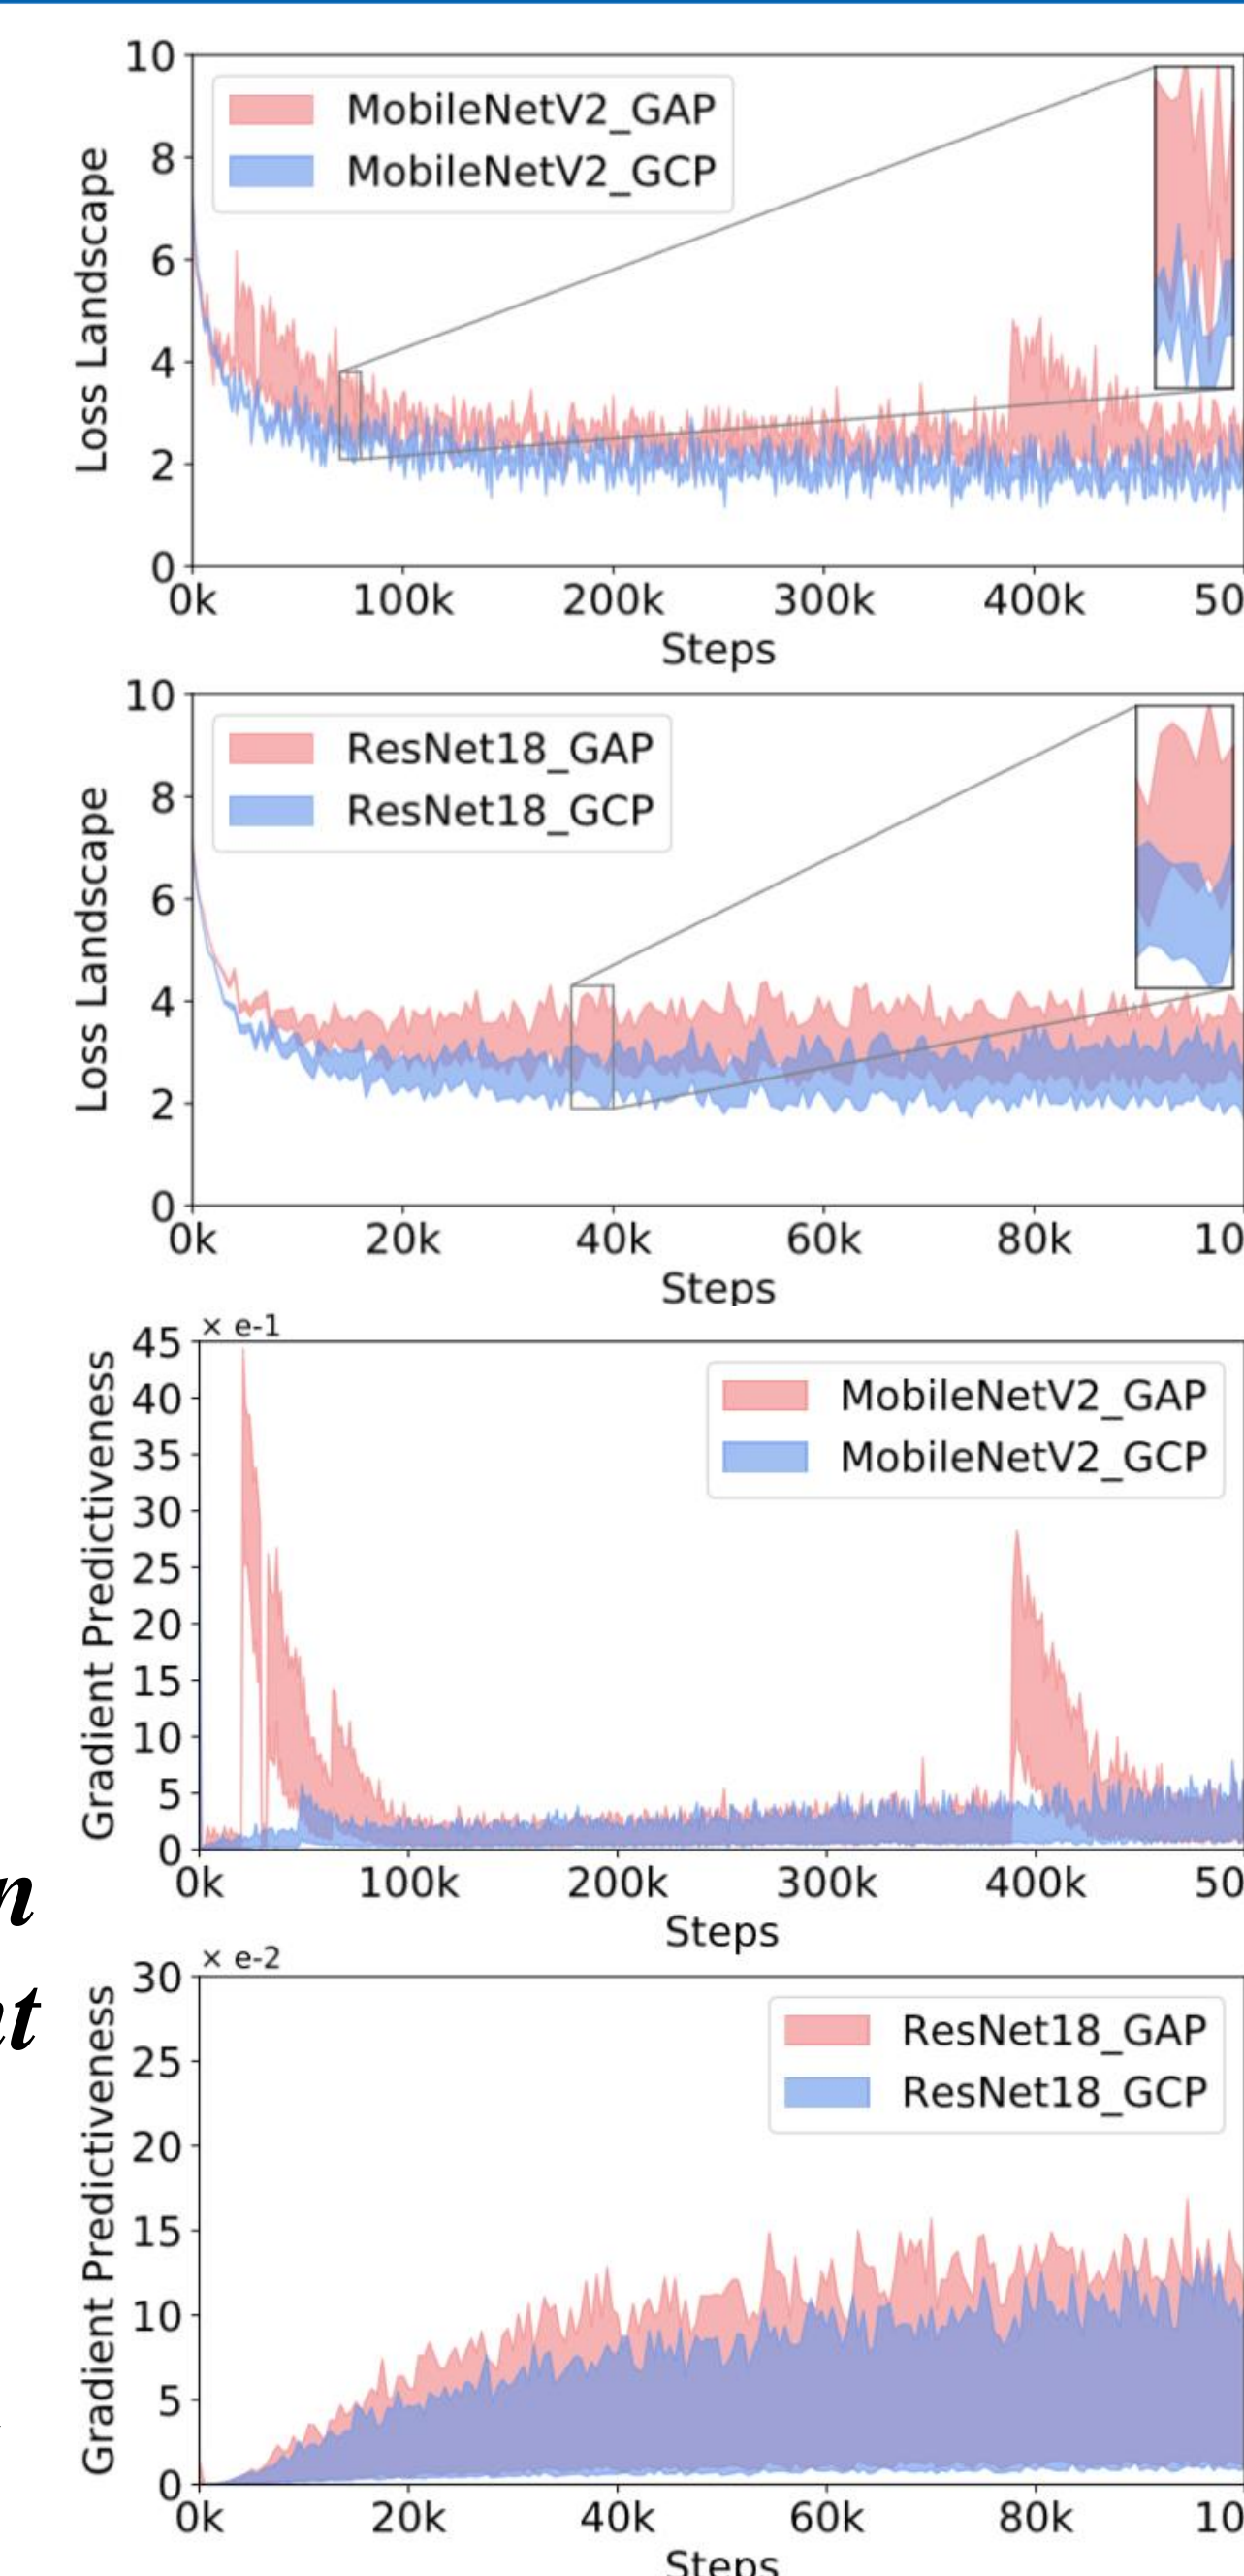 10
MobileNetV2_GAP
MobileNetV2_GCP
8
6
4
2
0
Loss Landscape
0k 100k 200k 300k 400k 50
Steps
10
ResNet18_GAP
ResNet18_GCP
8
6
4
2
0
Loss Landscape
0k 20k 40k 60k 80k 10
Steps
× e-1
45
MobileNetV2_GAP
MobileNetV2_GCP
40
35
30
25
20
15
10
5
0
Gradient Predictiveness
n
0k 100k 200k 300k 400k 50
Steps
× e-2
30
ResNet18_GAP
ResNet18_GCP
25
20
15
10
5
0
Gradient Predictiveness
t
0k 20k 40k 60k 80k 10
Steps